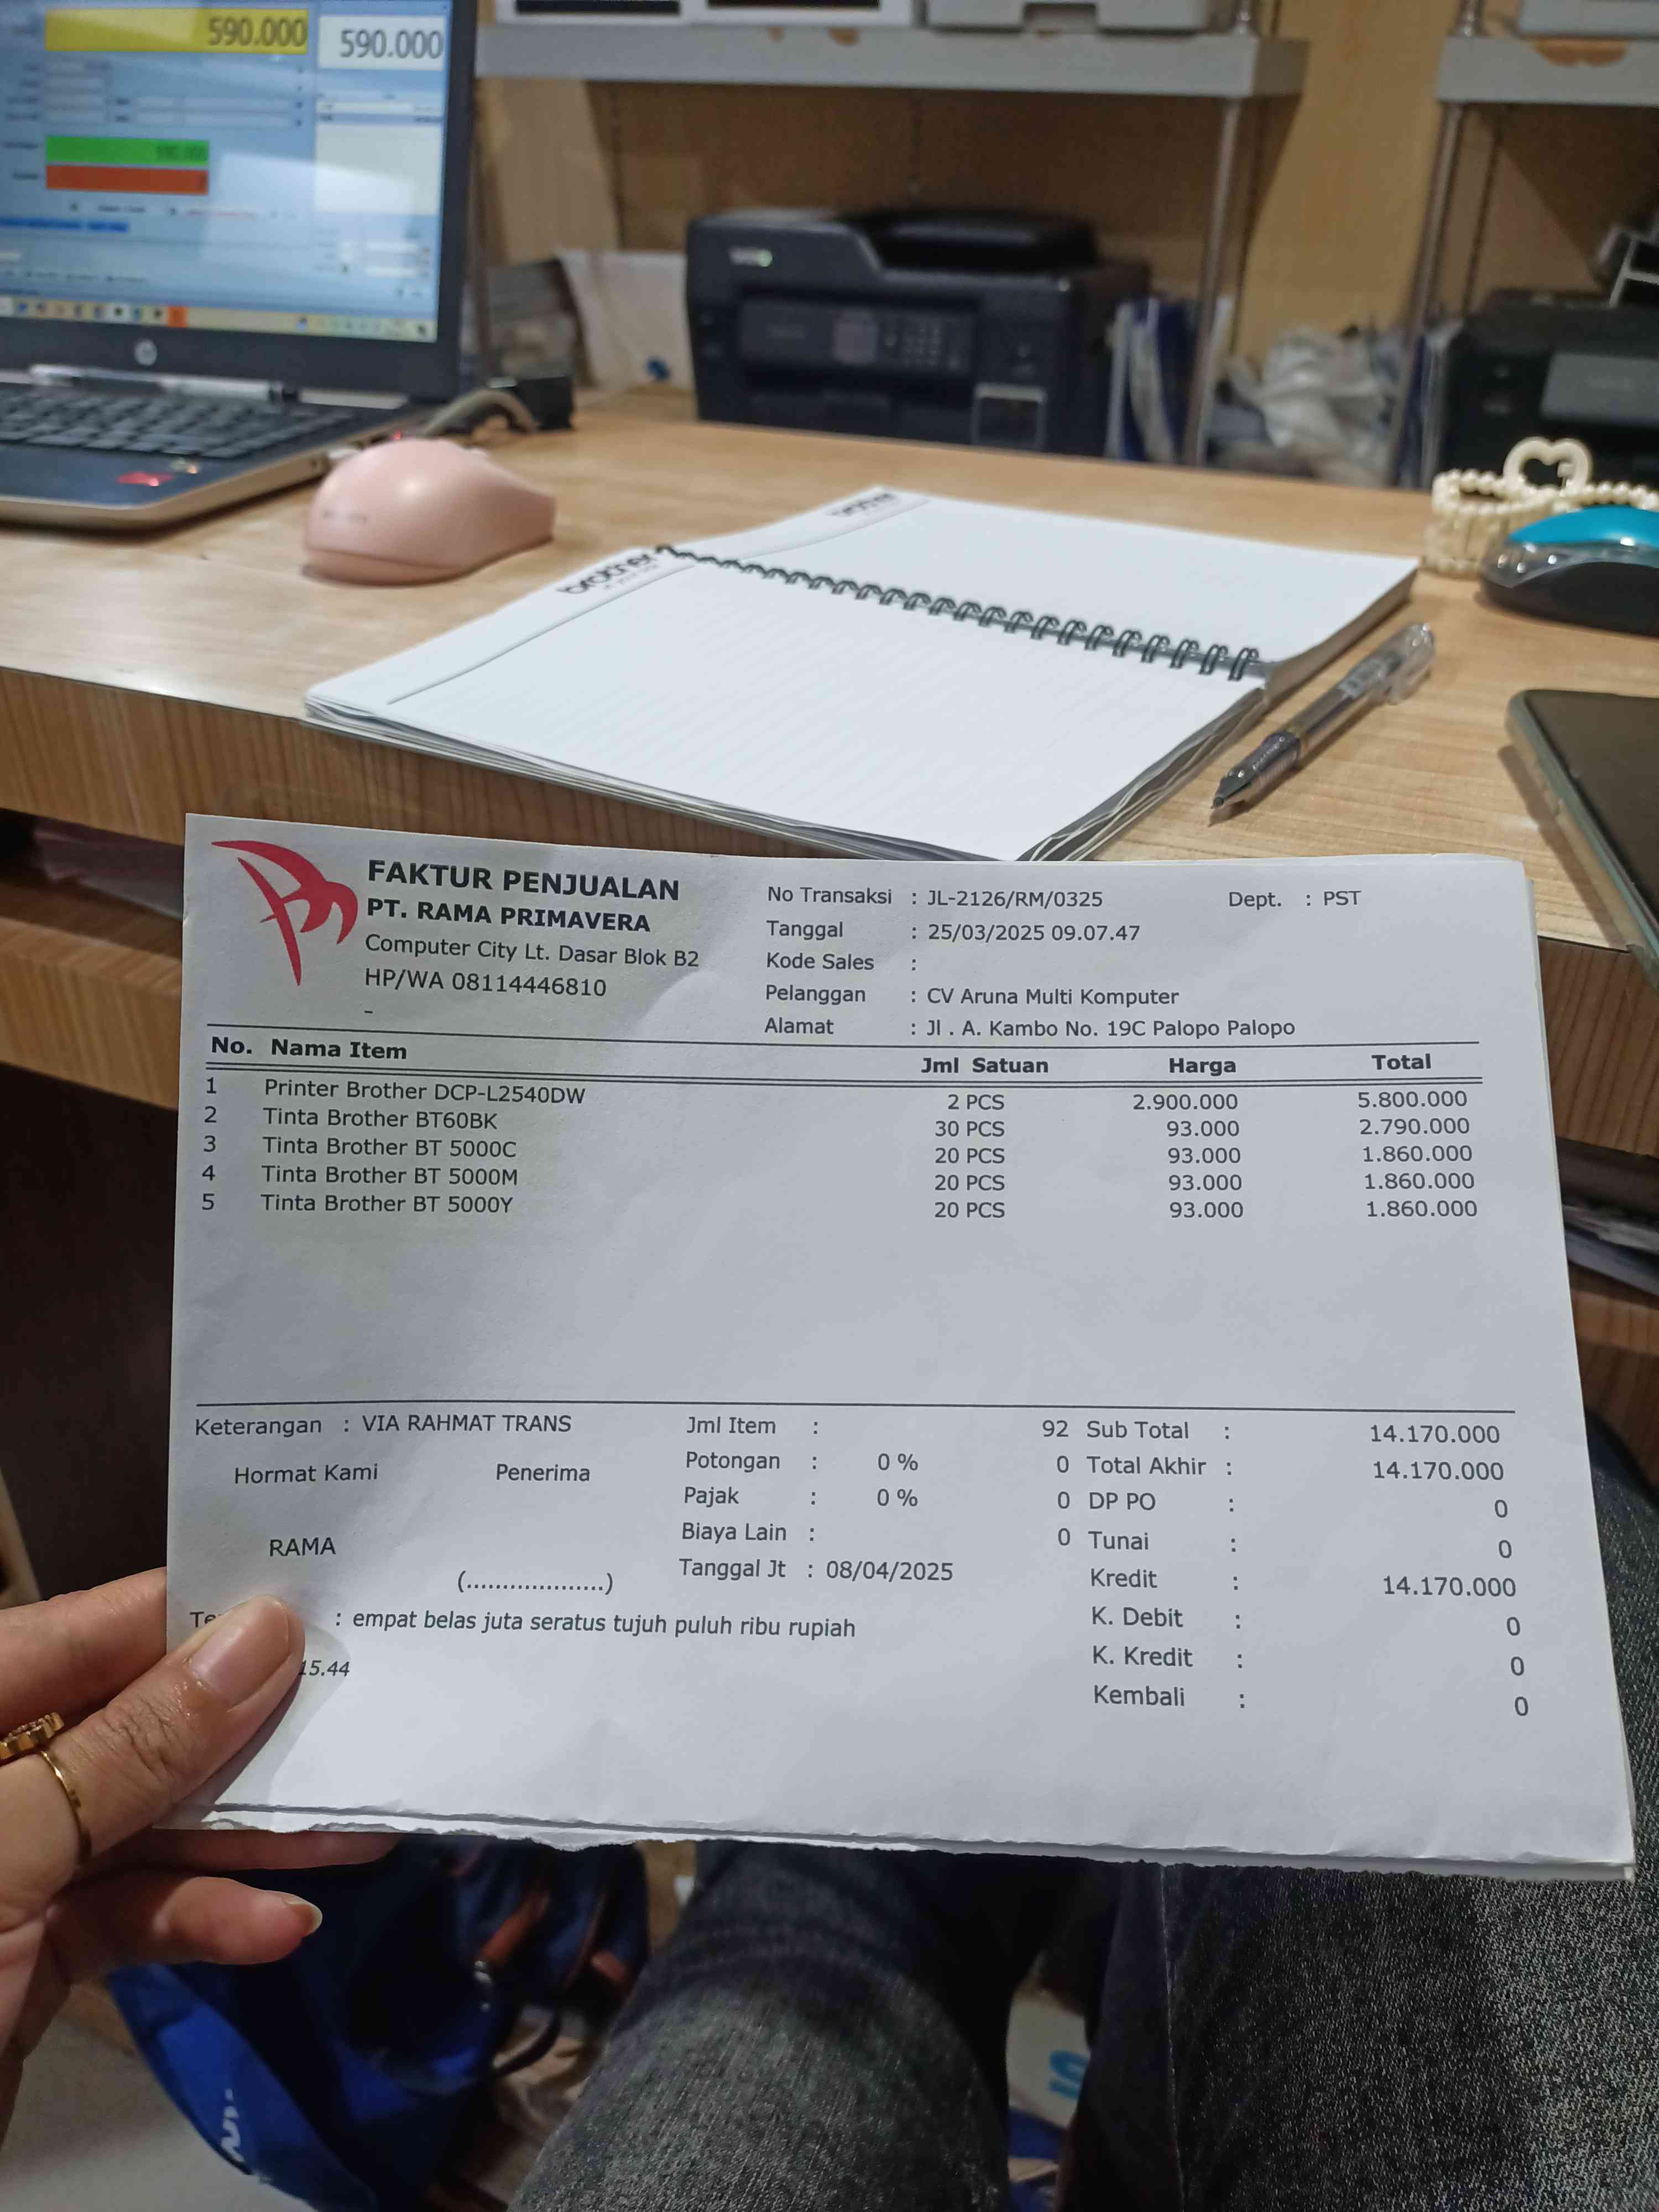 590.000 590.000
brother
brother
FAKTUR PENJUALAN
PT. RAMA PRIMAVERA
Computer City Lt. Dasar Blok B2
HP/WA 08114446810
-
No Transaksi : JL-2126/RM/0325 Dept. : PST
Tanggal : 25/03/2025 09.07.47
Kode Sales :
Pelanggan : CV Aruna Multi Komputer
Alamat : Jl . A. Kambo No. 19C Palopo Palopo
No. Nama Item Jml Satuan Harga Total
1 Printer Brother DCP-L2540DW 2 PCS 2.900.000 5.800.000
2 Tinta Brother BT60BK 30 PCS 93.000 2.790.000
3 Tinta Brother BT 5000C 20 PCS 93.000 1.860.000
4 Tinta Brother BT 5000M 20 PCS 93.000 1.860.000
5 Tinta Brother BT 5000Y 20 PCS 93.000 1.860.000
Keterangan : VIA RAHMAT TRANS
Hormat Kami Penerima
RAMA
(....................)
Jml Item : 92
Potongan : 0 % 0
Pajak : 0 % 0
Biaya Lain : 0
Tanggal Jt : 08/04/2025
Sub Total : 14.170.000
Total Akhir : 14.170.000
DP PO : 0
Tunai : 0
Kredit : 14.170.000
K. Debit : 0
K. Kredit : 0
Kembali : 0
: empat belas juta seratus tujuh puluh ribu rupiah
15.44